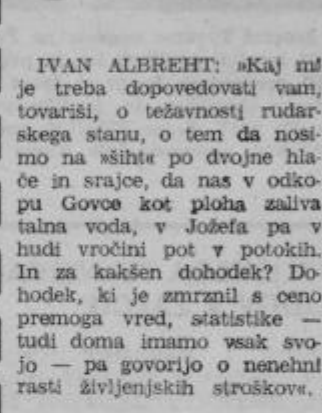 IVAN ALBREHT: »Kaj mi
je treba dopovedovati vam,
tovariši, o težavnosti rudar-
skega stanu, o tem da nosi-
mo na »šiht« po dvojne hla-
če in srajce, da nas v odko-
pu Govce kot ploha zaliva
talna voda, v Jožefa pa v
hudi vročini pot v potokih.
In za kakšen dohodek? Do-
hodek, ki je zmrznil s ceno
premoga vred, statistike —
tudi doma imamo vsak svo-
jo — pa govorijo o nenehni
rasti življenjskih stroškov«.